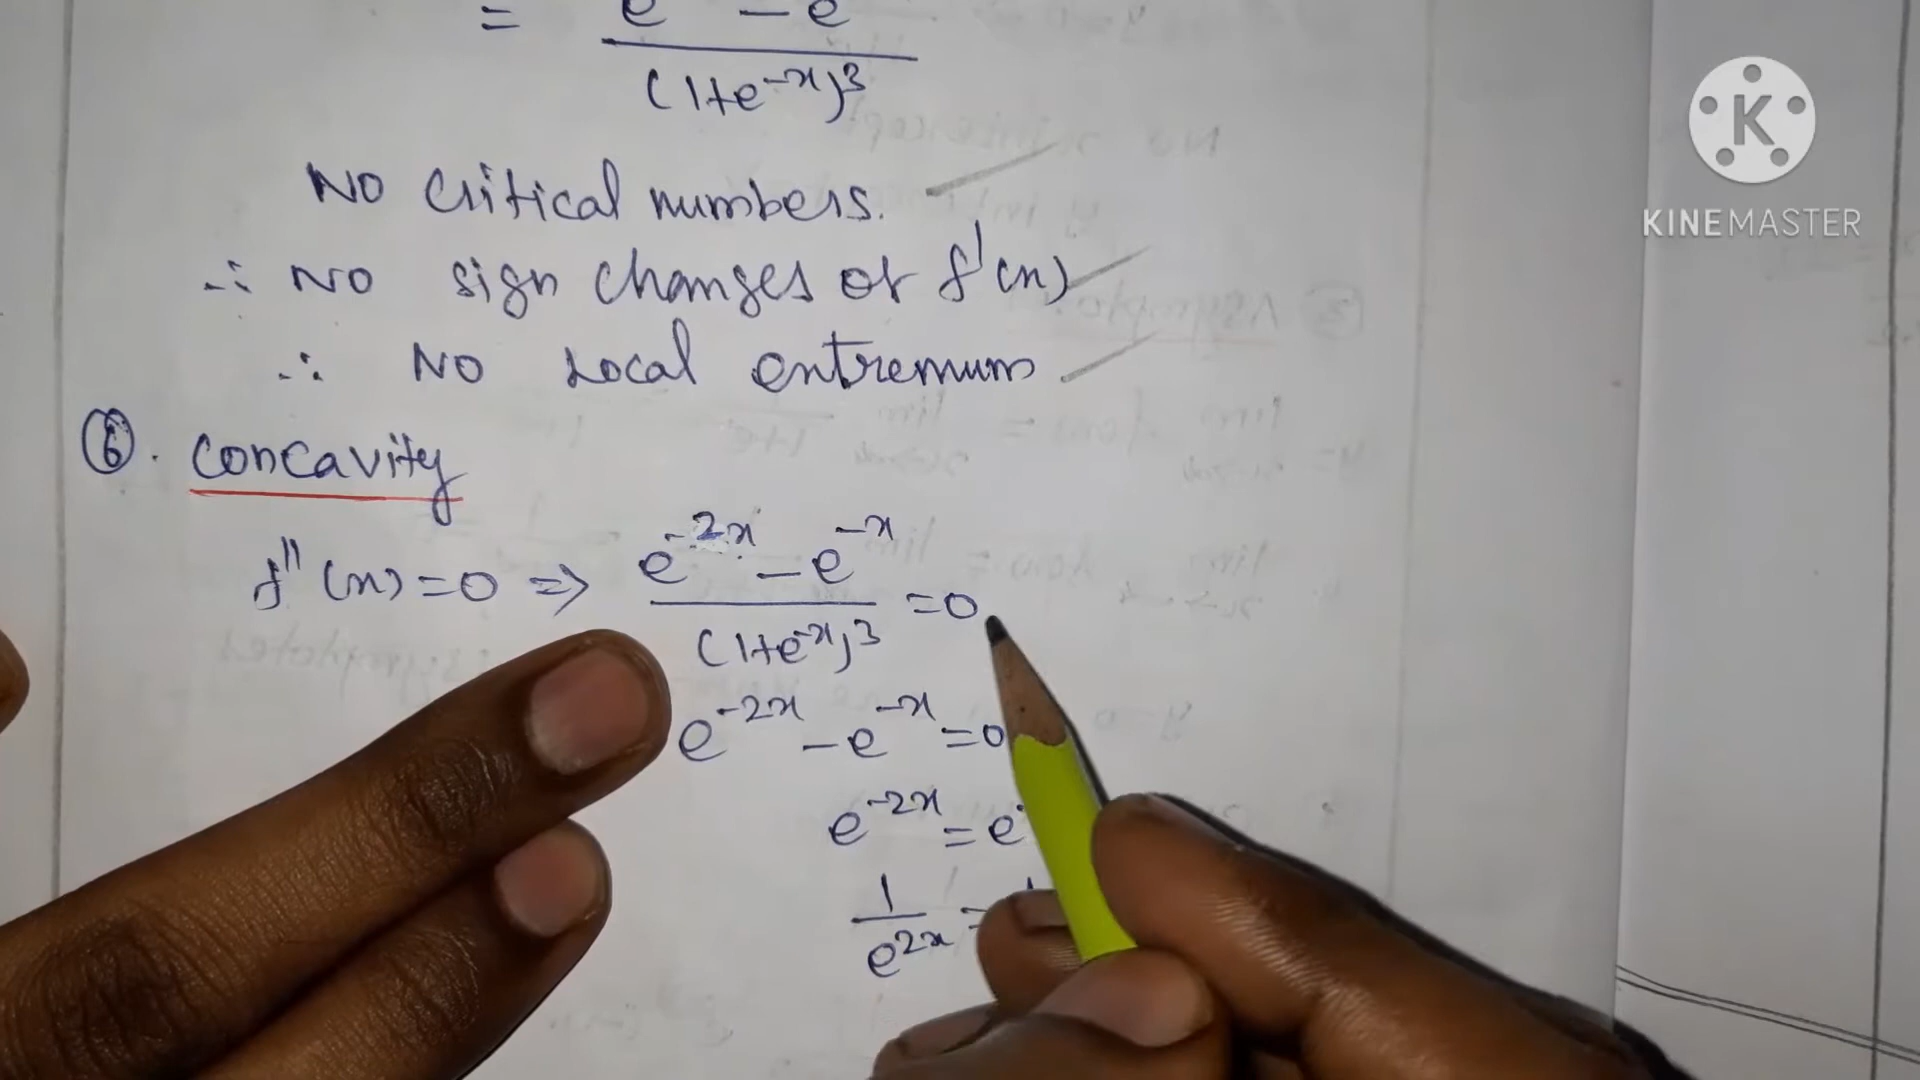 = e - e
(1+e^-x)^3
No critical numbers.
∴ No sign changes of f'(x)
∴ No Local extremum
⑥. Concavity
f''(x) = 0 => e^-2x - e^-x / (1+e^-x)^3 = 0
e^-2x - e^-x = 0
e^-2x = e
1 / e^2x =
K
KINEMASTER